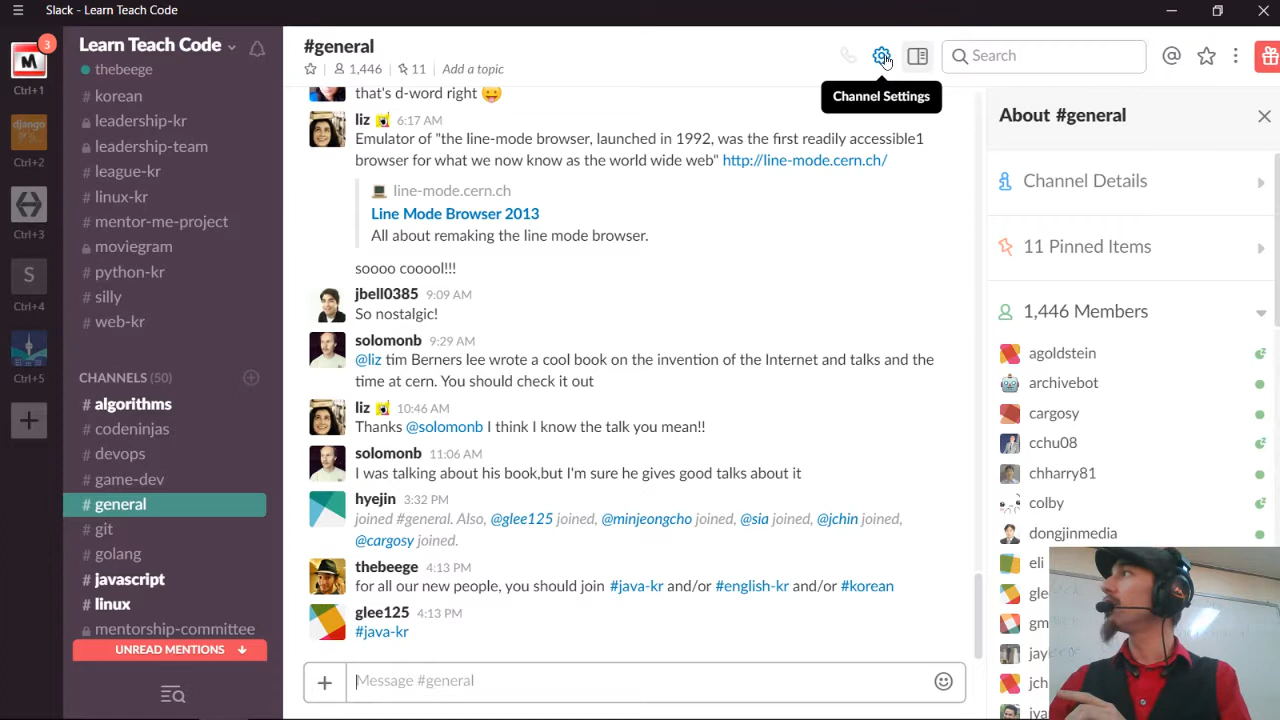 Slack - Learn Teach Code
M
3
Ctrl+1
django
Ctrl+2
Ctrl+3
S
Ctrl+4
Ctrl+5
Learn Teach Code
thebeege
# korean
leadership-kr
leadership-team
# league-kr
# linux-kr
# mentor-me-project
moviegram
# python-kr
# silly
# web-kr
CHANNELS (50)
# algorithms
# codeninjas
# devops
# game-dev
# general
# git
# golang
# javascript
# linux
mentorship-committee
UNREAD MENTIONS
#general
1,446
11
Add a topic
Search
Channel Settings
that's d-word right
liz 6:17 AM
Emulator of "the line-mode browser, launched in 1992, was the first readily accessible1
browser for what we now know as the world wide web" http://line-mode.cern.ch/
line-mode.cern.ch
Line Mode Browser 2013
All about remaking the line mode browser.
soooo cooool!!!
jbell0385 9:09 AM
So nostalgic!
solomonb 9:29 AM
@liz tim Berners lee wrote a cool book on the invention of the Internet and talks and the
time at cern. You should check it out
liz 10:46 AM
Thanks @solomonb I think I know the talk you mean!!
solomonb 11:06 AM
I was talking about his book,but I'm sure he gives good talks about it
hyejin 3:32 PM
joined #general. Also, @glee125 joined, @minjeongcho joined, @sia joined, @jchin joined,
@cargosy joined.
thebeege 4:13 PM
for all our new people, you should join #java-kr and/or #english-kr and/or #korean
glee125 4:13 PM
#java-kr
Message #general
About #general
Channel Details
11 Pinned Items
1,446 Members
agoldstein
archivebot
cargosy
cchu08
chharry81
colby
dongjinmedia
eli
glee
gm
jay
jch